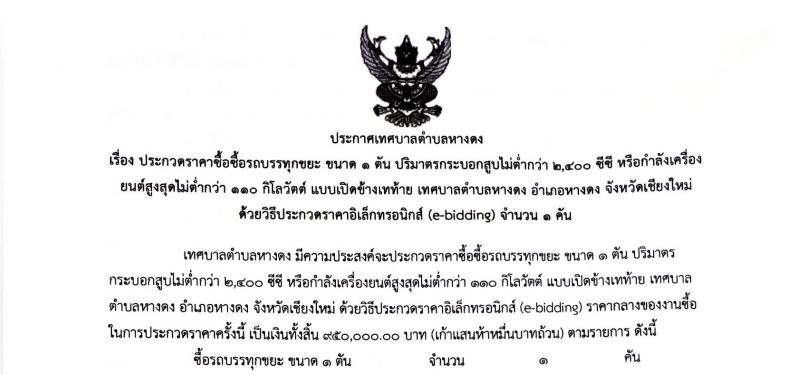 ประกาศเทศบาลตำบลหางดง
เรื่อง ประกวดราคาซื้อซื้อรถบรรทุกขยะ ขนาด ๑ ตัน ปริมาตรกระบอกสูบไม่ต่ำกว่า ๒,๔๐๐ ซีซี หรือกำลังเครื่อง
ยนต์สูงสุดไม่ต่ำกว่า ๑๑๐ กิโลวัตต์ แบบเปิดข้างเทท้าย เทศบาลตำบลหางดง อำเภอหางดง จังหวัดเชียงใหม่
ด้วยวิธีประกวดราคาอิเล็กทรอนิกส์ (e-bidding) จำนวน ๑ คัน
เทศบาลตำบลหางดง มีความประสงค์จะประกวดราคาซื้อซื้อรถบรรทุกขยะ ขนาด ๑ ตัน ปริมาตร
กระบอกสูบไม่ต่ำกว่า ๒,๔๐๐ ซีซี หรือกำลังเครื่องยนต์สูงสุดไม่ต่ำกว่า ๑๑๐ กิโลวัตต์ แบบเปิดข้างเทท้าย เทศบาล
ตำบลหางดง อำเภอหางดง จังหวัดเชียงใหม่ ด้วยวิธีประกวดราคาอิเล็กทรอนิกส์ (e-bidding) ราคากลางของงานซื้อ
ในการประกวดราคาครั้งนี้ เป็นเงินทั้งสิ้น ๙๕๐,๐๐๐.๐๐ บาท (เก้าแสนห้าหมื่นบาทถ้วน) ตามรายการ ดังนี้
ซื้อรถบรรทุกขยะ ขนาด ๑ ตัน จำนวน ๑ คัน